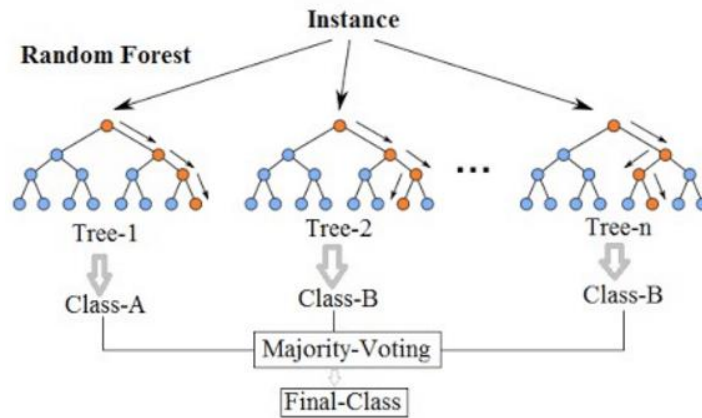 Instance
Random Forest
...
Tree-1
Tree-2
Tree-n
Class-A
Class-B
Class-B
Majority-Voting
Final-Class